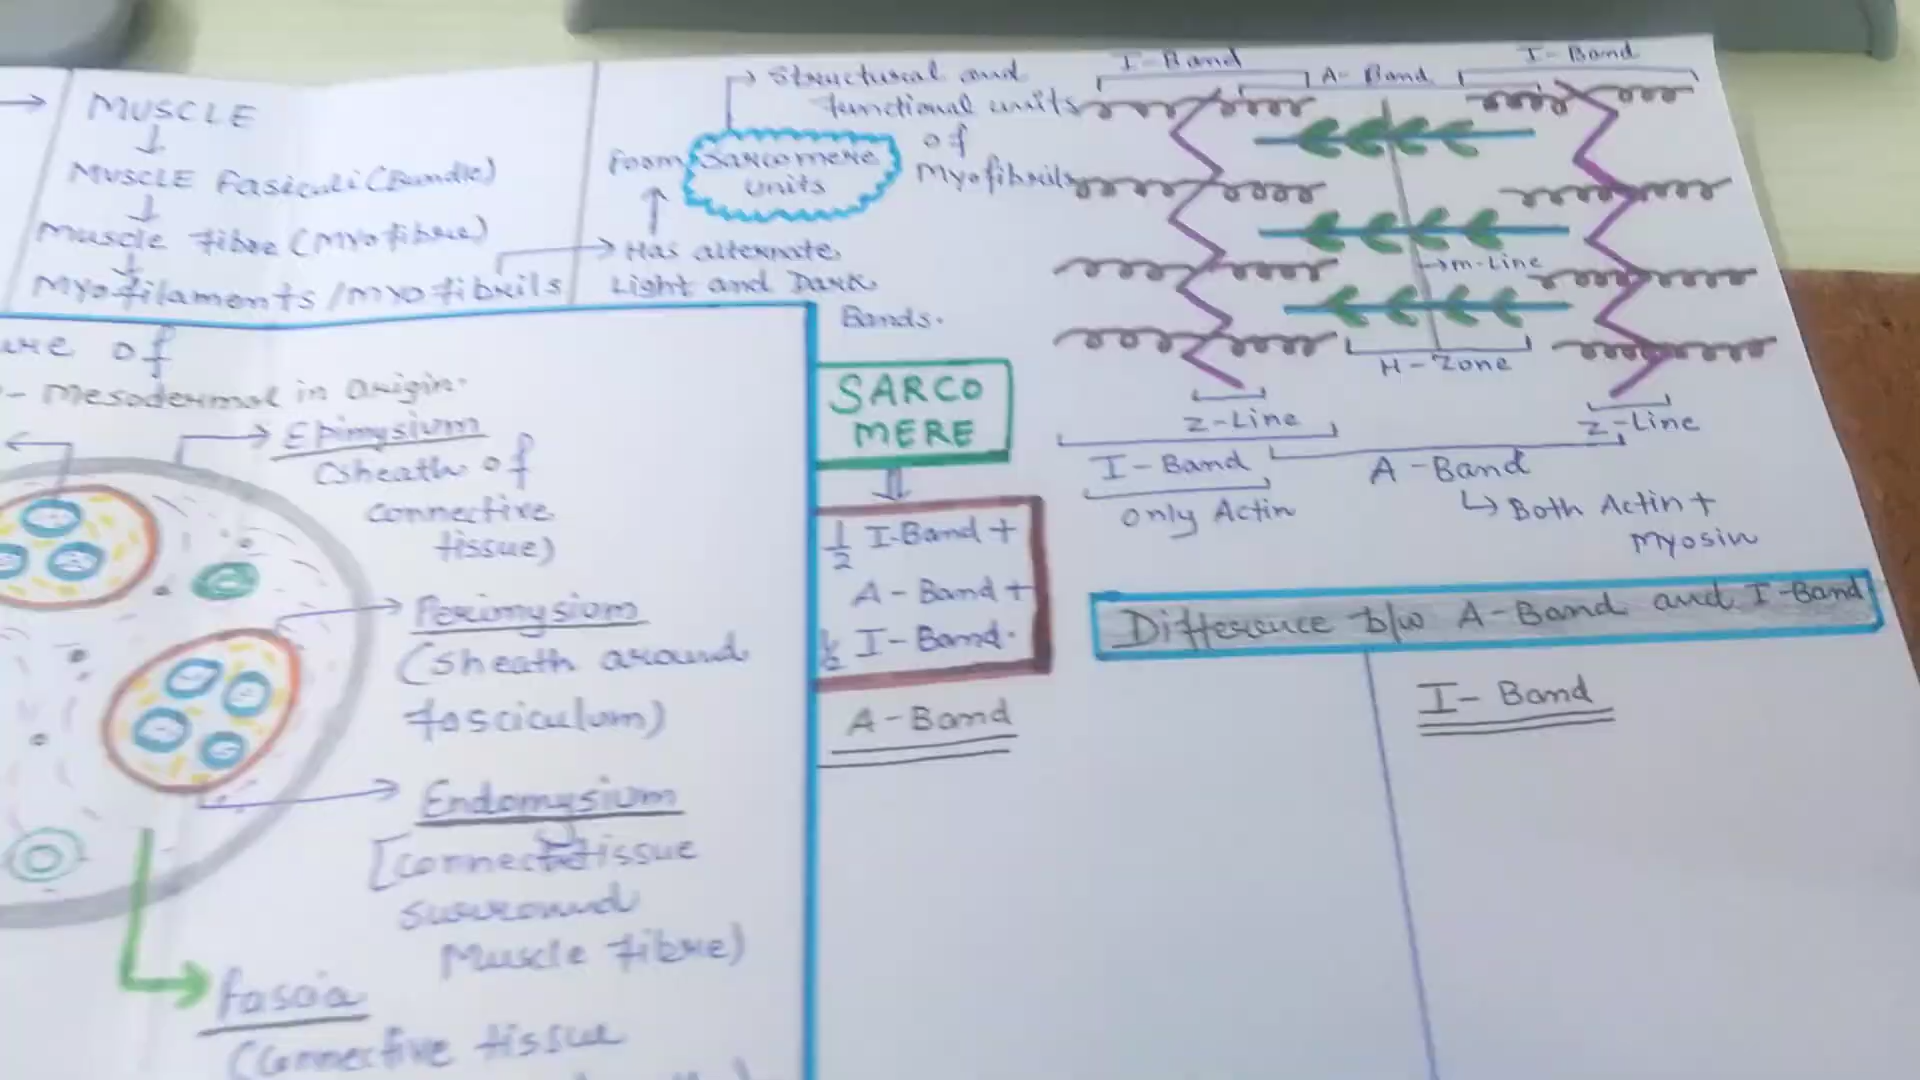 MUSCLE
MUSCLE Fasiculi (Bundle)
Muscle fibre (Myofibre)
Myofilaments/myofibrils
Structural and
functional units
of
Myofibrils
Form
Sarcomere
units
Has alternate
Light and Dark
Bands.
of
- Mesodermal in origin.
Epimysium
(sheath of
connective
tissue)
Perimysium
(sheath around
fasciculum)
Endomysium
tissue
surround
Muscle fibre)
fascia
(Connective tissue
SARCO
MERE
1/2 I-Band +
A-Band +
1/2 I-Band.
A-Band
I-Band
A-Band
I-Band
m-Line
H-Zone
Z-Line
Z-Line
I-Band
A-Band
only Actin
Both Actin +
Myosin
Difference b/w A-Band and I-Band
I-Band